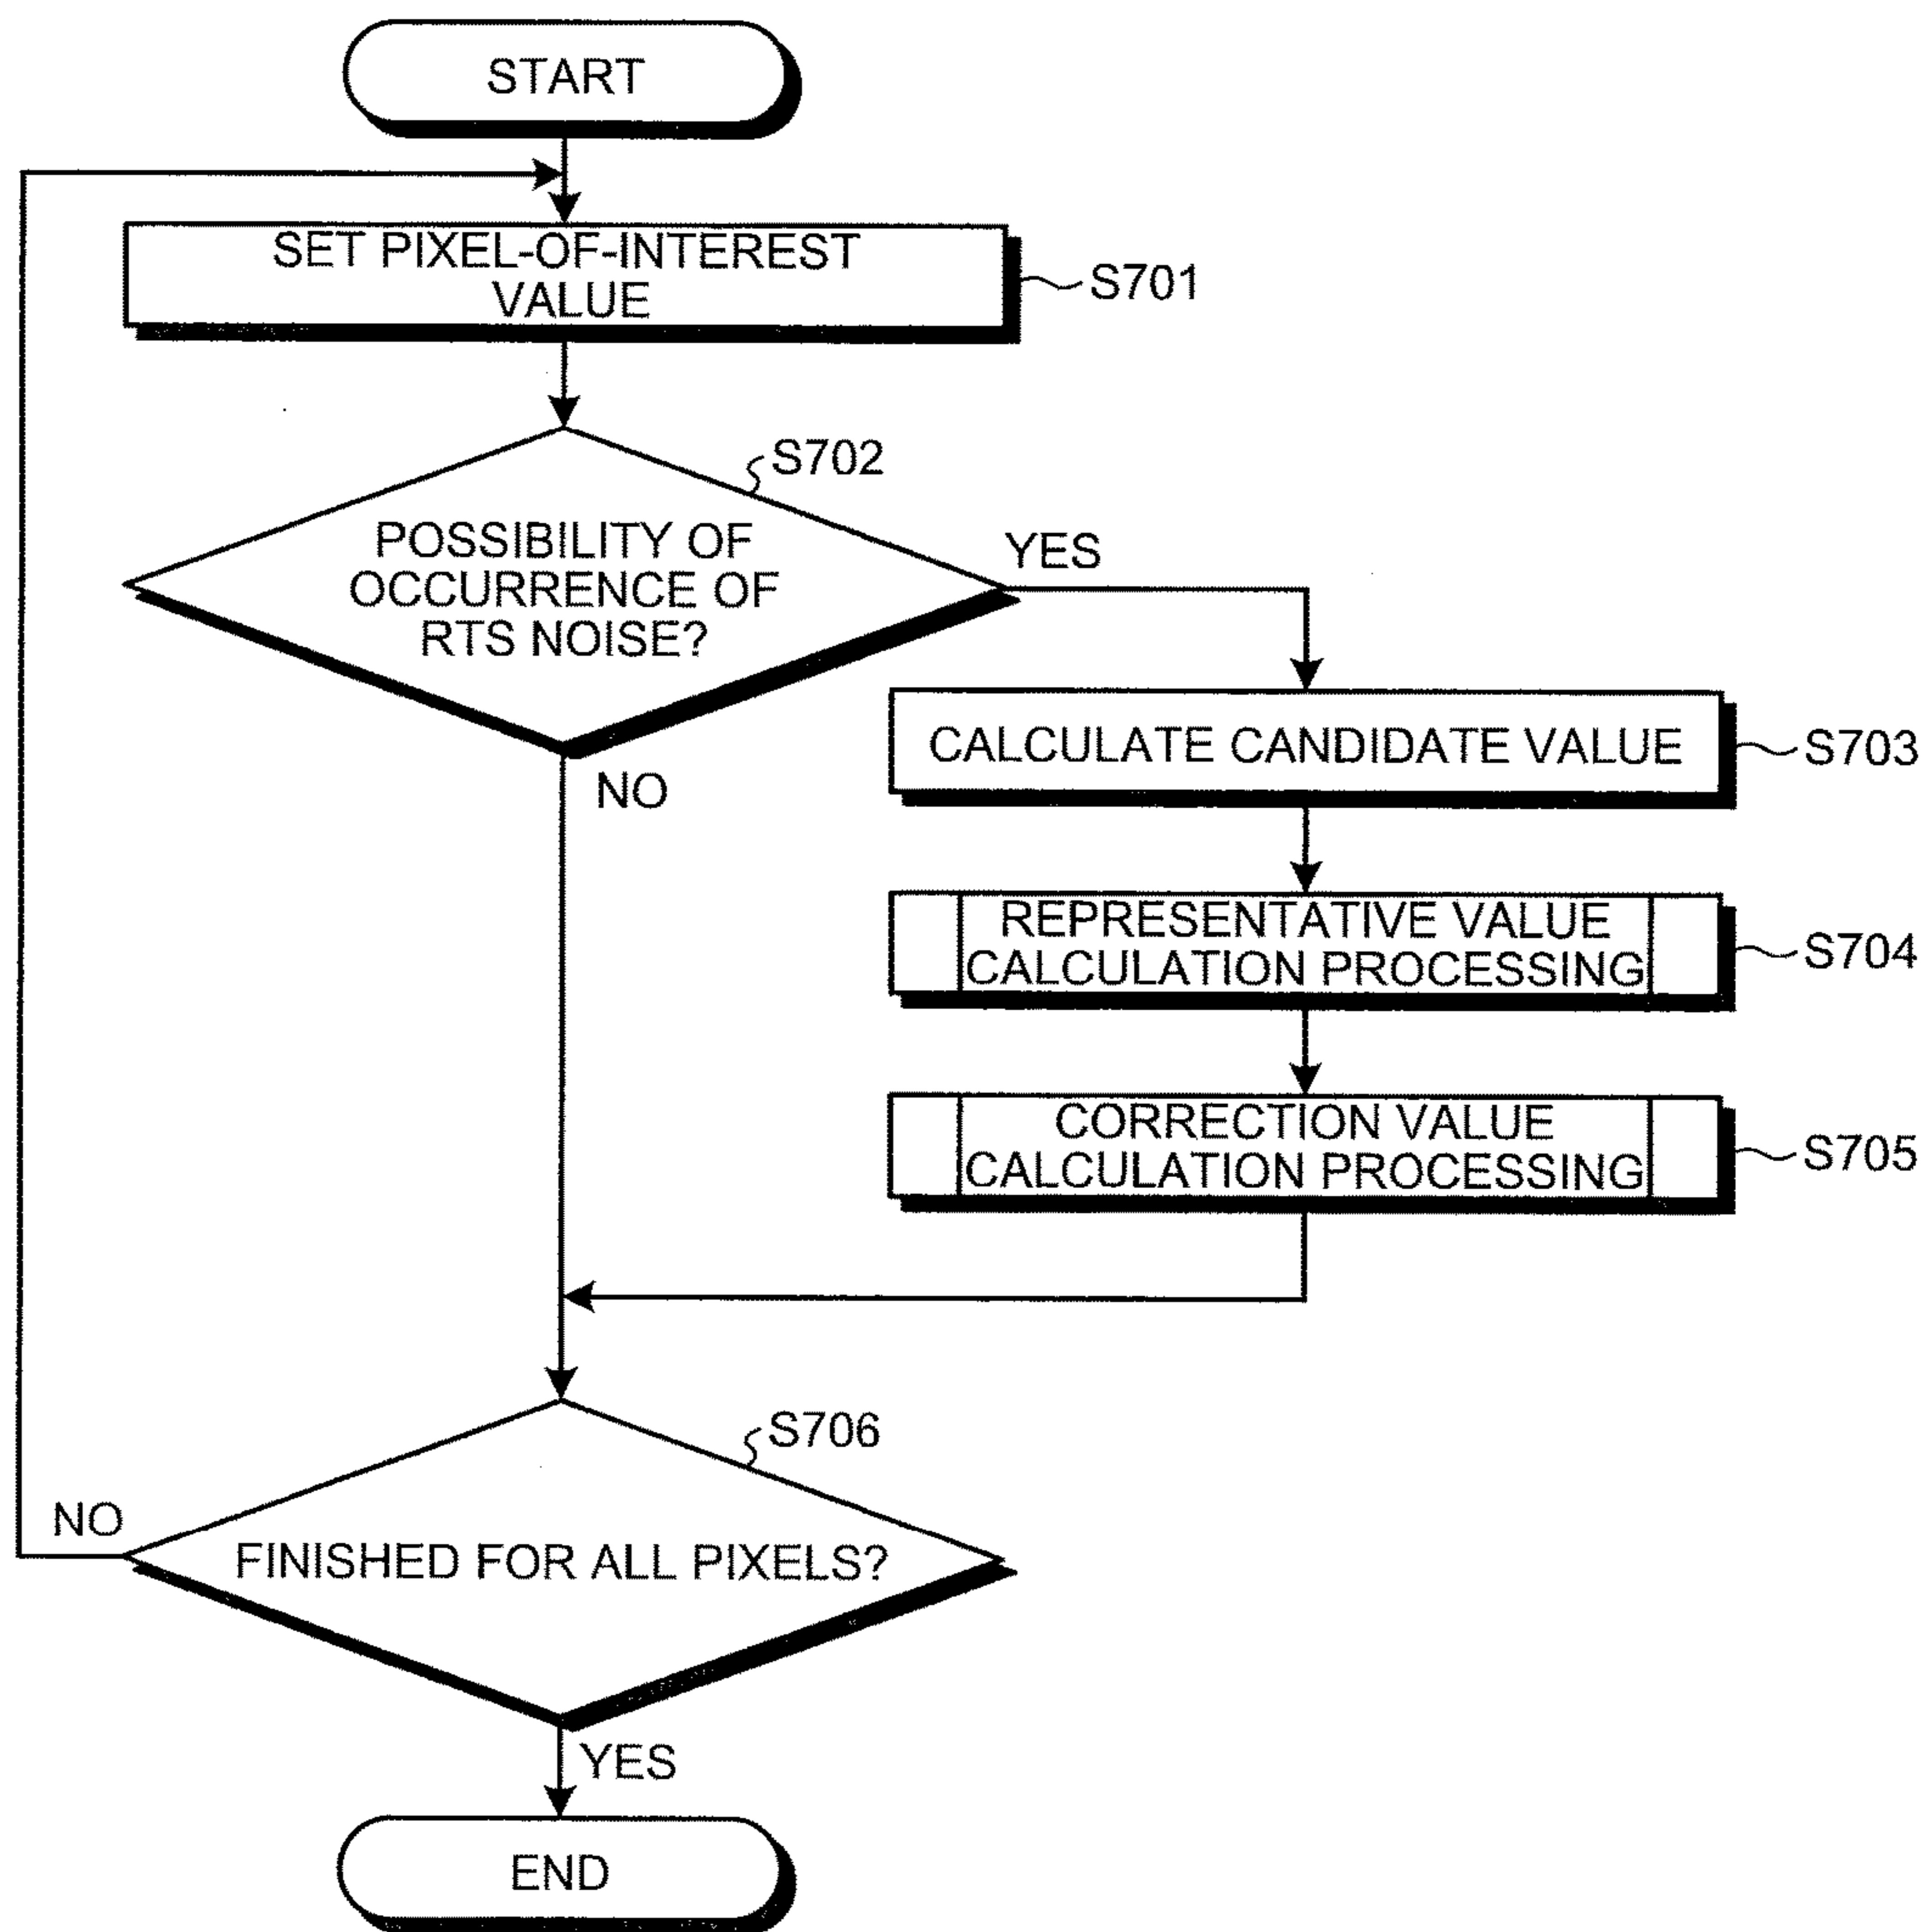 START
SET PIXEL-OF-INTEREST
VALUE
S701
S702
POSSIBILITY OF
OCCURRENCE OF
RTS NOISE?
YES
NO
CALCULATE CANDIDATE VALUE
S703
REPRESENTATIVE VALUE
CALCULATION PROCESSING
S704
CORRECTION VALUE
CALCULATION PROCESSING
S705
S706
NO
FINISHED FOR ALL PIXELS?
YES
END